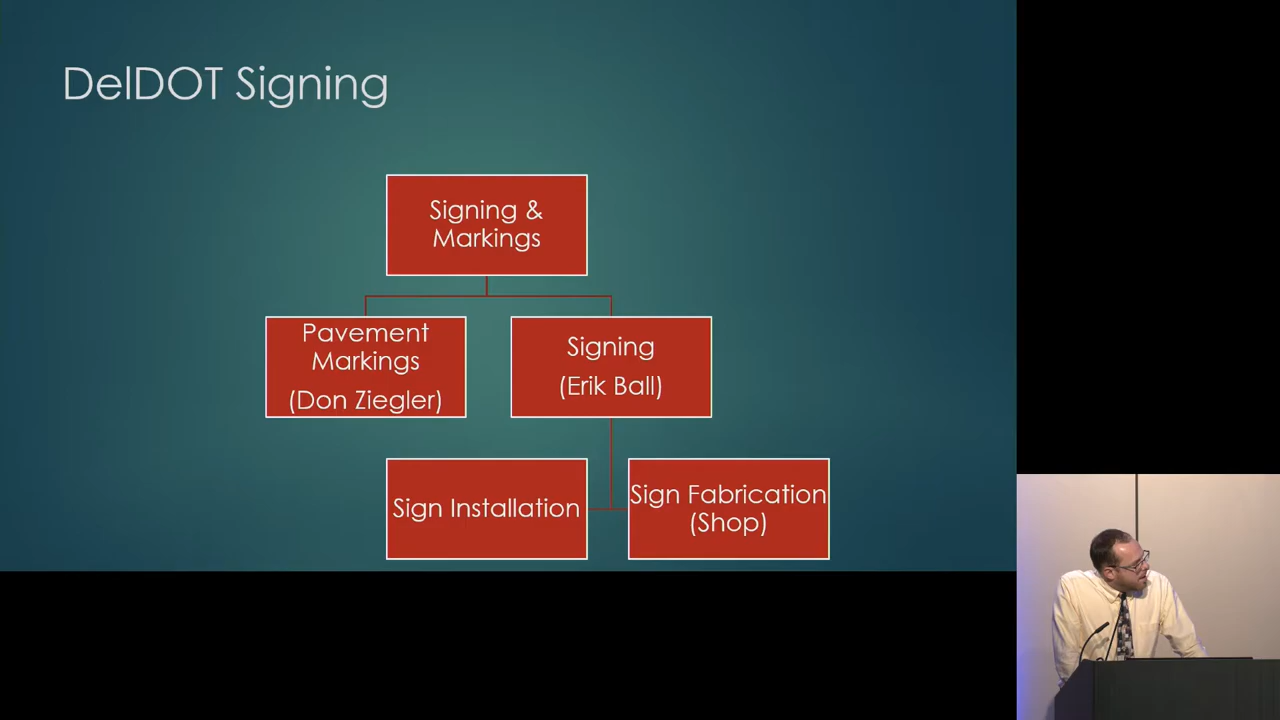 DelDOT Signing
Signing &
Markings
Pavement
Markings
(Don Ziegler)
Signing
(Erik Ball)
Sign Installation
Sign Fabrication
(Shop)